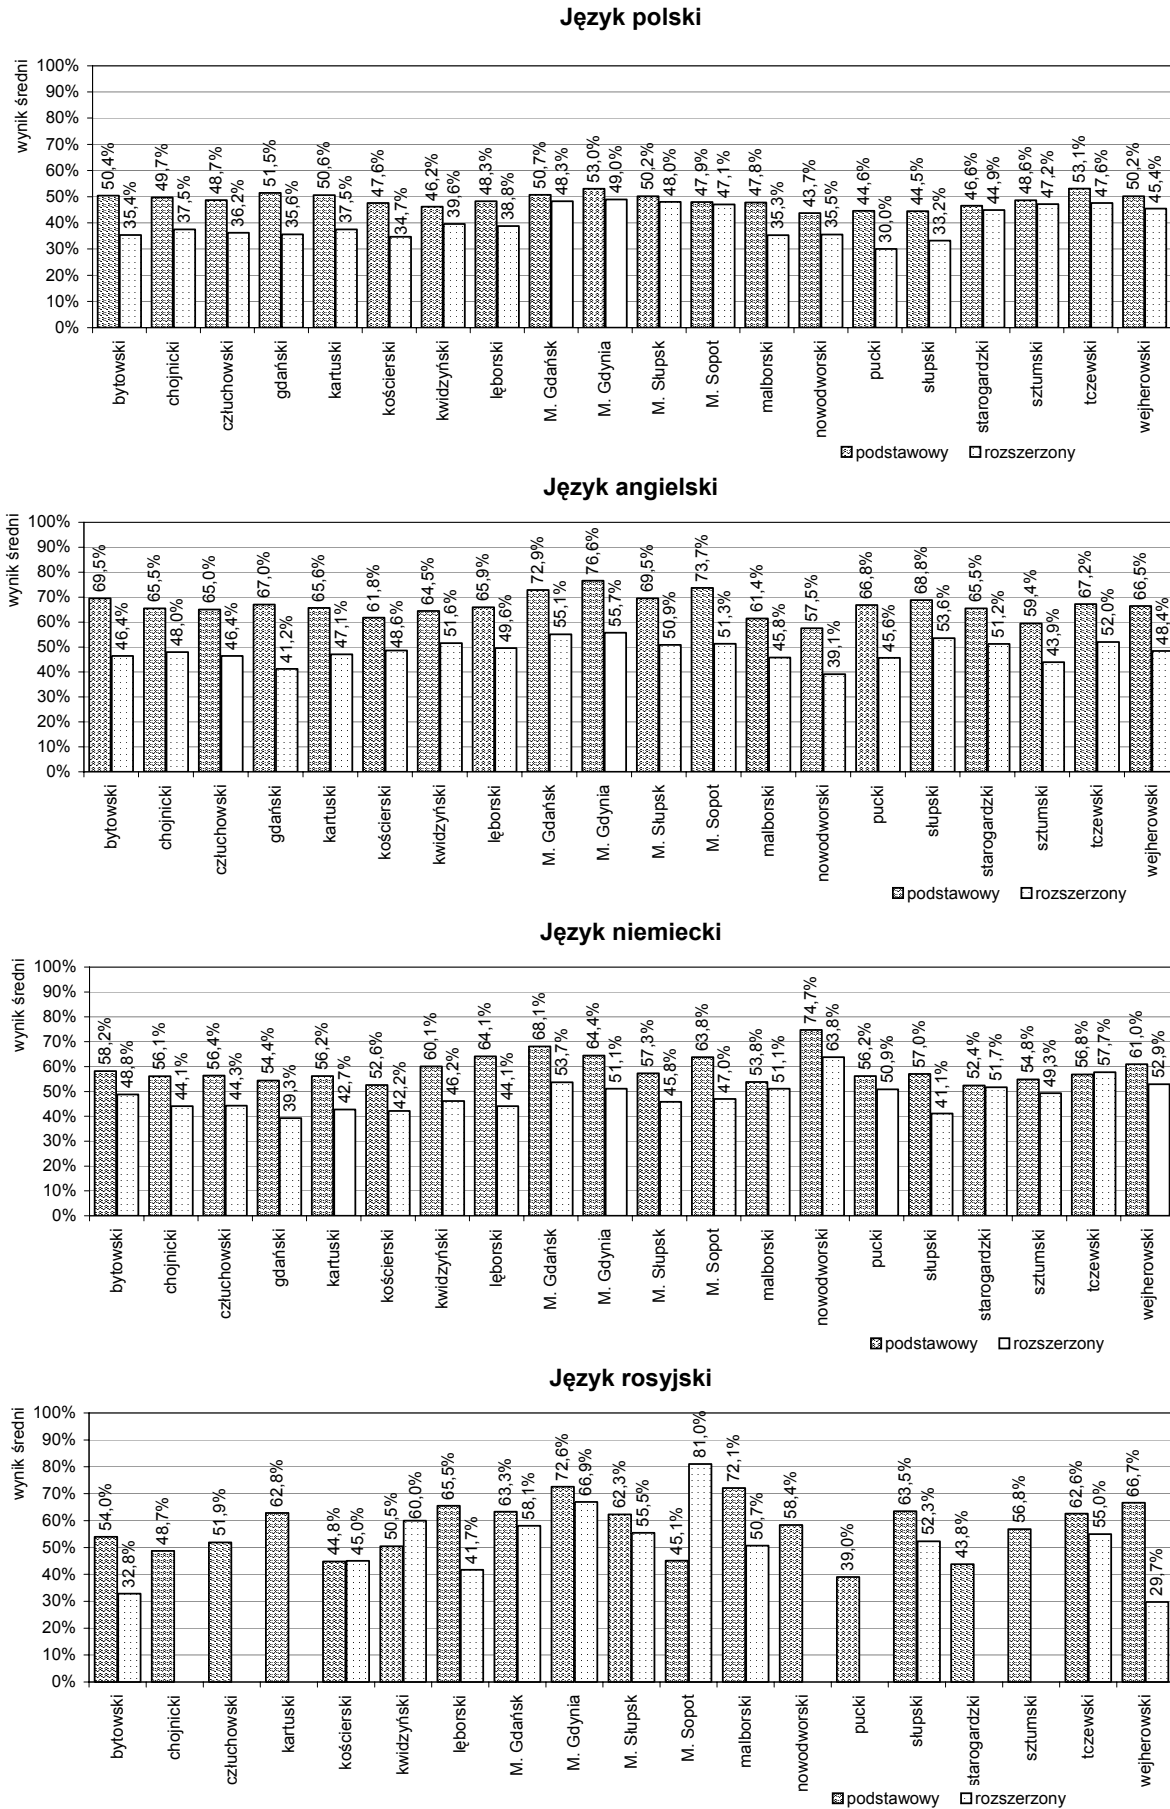 Język polski
wynik średni
100%
90%
80%
70%
60%
50%
40%
30%
20%
10%
0%
50,4% 35,4% 49,7% 37,5% 48,7% 36,2% 51,5% 35,6% 50,6% 37,5% 47,6% 34,7% 46,2% 39,6% 48,3% 38,8% 50,7% 48,3% 53,0% 49,0% 50,2% 48,0% 47,9% 47,1% 47,8% 35,3% 43,7% 35,5% 44,6% 30,0% 44,5% 33,2% 46,6% 44,9% 48,6% 47,2% 53,1% 47,6% 50,2% 45,4%
bytowski chojnicki człuchowski gdański kartuski kościerski kwidzyński lęborski M. Gdańsk M. Gdynia M. Słupsk M. Sopot malborski nowodworski pucki słupski starogardzki sztumski tczewski wejherowski
podstawowy rozszerzony
Język angielski
wynik średni
100%
90%
80%
70%
60%
50%
40%
30%
20%
10%
0%
69,5% 46,4% 65,5% 48,0% 65,0% 46,4% 67,0% 41,2% 65,6% 47,1% 61,8% 48,6% 64,5% 51,6% 65,9% 49,6% 72,9% 55,1% 76,6% 55,7% 69,5% 50,9% 73,7% 51,3% 61,4% 45,8% 57,5% 39,1% 66,8% 45,6% 68,8% 53,6% 65,5% 51,2% 59,4% 43,9% 67,2% 52,0% 66,5% 48,4%
bytowski chojnicki człuchowski gdański kartuski kościerski kwidzyński lęborski M. Gdańsk M. Gdynia M. Słupsk M. Sopot malborski nowodworski pucki słupski starogardzki sztumski tczewski wejherowski
podstawowy rozszerzony
Język niemiecki
wynik średni
100%
90%
80%
70%
60%
50%
40%
30%
20%
10%
0%
58,2% 48,8% 56,1% 44,1% 56,4% 44,3% 54,4% 39,3% 56,2% 42,7% 52,6% 42,2% 60,1% 46,2% 64,1% 44,1% 68,1% 53,7% 64,4% 51,1% 57,3% 45,8% 63,8% 47,0% 53,8% 51,1% 74,7% 63,8% 56,2% 50,9% 57,0% 41,1% 52,4% 51,7% 54,8% 49,3% 56,8% 57,7% 61,0% 52,9%
bytowski chojnicki człuchowski gdański kartuski kościerski kwidzyński lęborski M. Gdańsk M. Gdynia M. Słupsk M. Sopot malborski nowodworski pucki słupski starogardzki sztumski tczewski wejherowski
podstawowy rozszerzony
Język rosyjski
wynik średni
100%
90%
80%
70%
60%
50%
40%
30%
20%
10%
0%
54,0% 32,8% 48,7% 51,9% 62,8% 44,8% 45,0% 50,5% 60,0% 65,5% 41,7% 63,3% 58,1% 72,6% 66,9% 62,3% 55,5% 45,1% 81,0% 72,1% 50,7% 58,4% 39,0% 63,5% 52,3% 43,8% 56,8% 62,6% 55,0% 66,7% 29,7%
bytowski chojnicki człuchowski kartuski kościerski kwidzyński lęborski M. Gdańsk M. Gdynia M. Słupsk M. Sopot malborski nowodworski pucki słupski starogardzki sztumski tczewski wejherowski
podstawowy rozszerzony